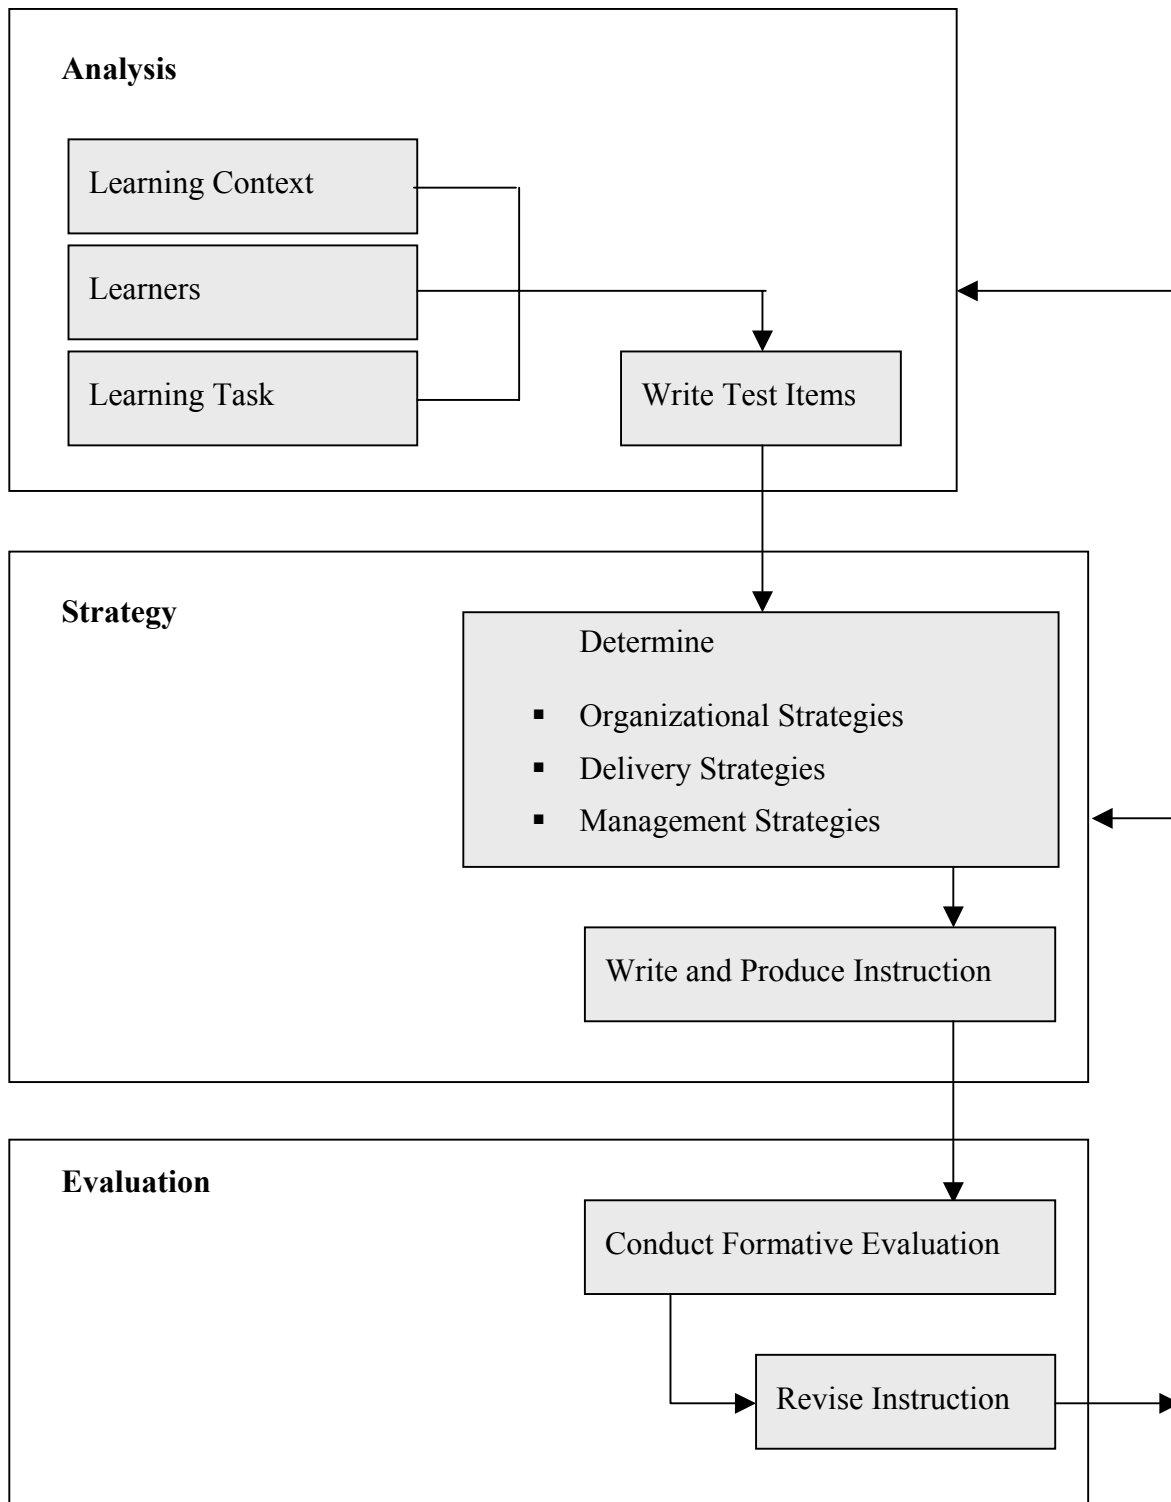 Analysis
Learning Context
Learners
Learning Task
Write Test Items
Strategy
Determine
▪ Organizational Strategies
▪ Delivery Strategies
▪ Management Strategies
Write and Produce Instruction
Evaluation
Conduct Formative Evaluation
Revise Instruction